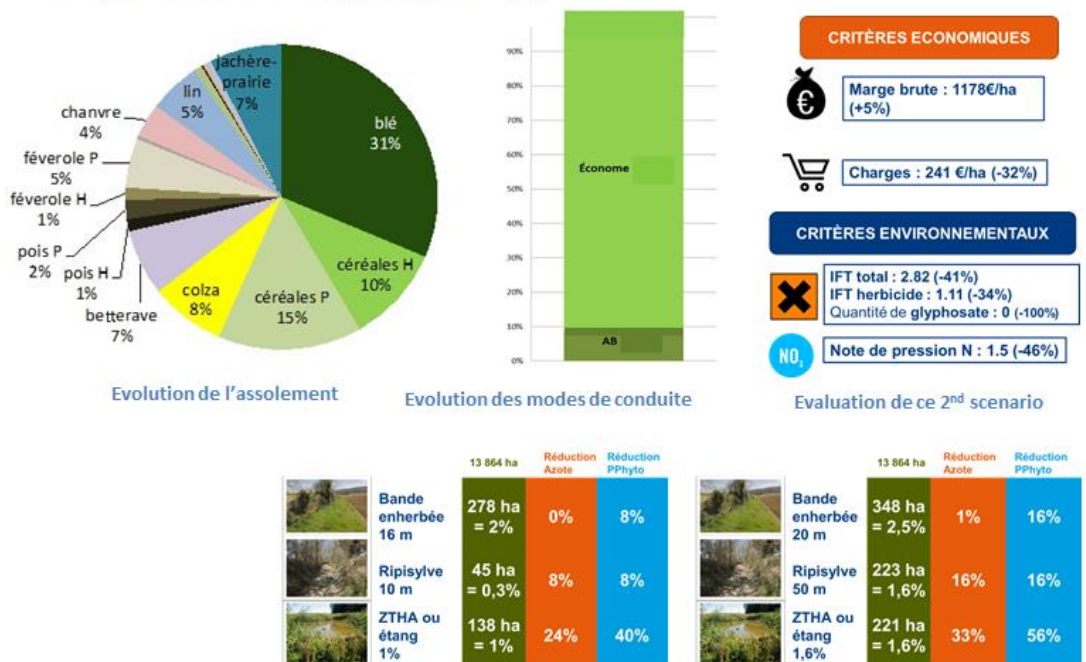 jachère-
prairie
7%
lin
5%
chanvre
4%
féverole P
5%
féverole H
1%
pois P
2%
pois H
1%
betterave
7%
colza
8%
céréales P
15%
céréales H
10%
blé
31%
Evolution de l'assolement
90%
80%
70%
60%
50%
40%
30%
20%
10%
0%
Économe
AB
Evolution des modes de conduite
CRITÈRES ECONOMIQUES
€
Marge brute : 1178€/ha
(+5%)
Charges : 241 €/ha (-32%)
CRITÈRES ENVIRONNEMENTAUX
IFT total : 2.82 (-41%)
IFT herbicide : 1.11 (-34%)
Quantité de glyphosate : 0 (-100%)
NO3
Note de pression N : 1.5 (-46%)
Evaluation de ce 2nd scenario
13 864 ha Réduction Azote Réduction PPhyto
Bande
enherbée
16 m
278 ha
= 2%
0% 8%
Ripisylve
10 m
45 ha
= 0,3%
8% 8%
ZTHA ou
étang
1%
138 ha
= 1%
24% 40%
13 864 ha Réduction Azote Réduction PPhyto
Bande
enherbée
20 m
348 ha
= 2,5%
1% 16%
Ripisylve
50 m
223 ha
= 1,6%
16% 16%
ZTHA ou
étang
1,6%
221 ha
= 1,6%
33% 56%